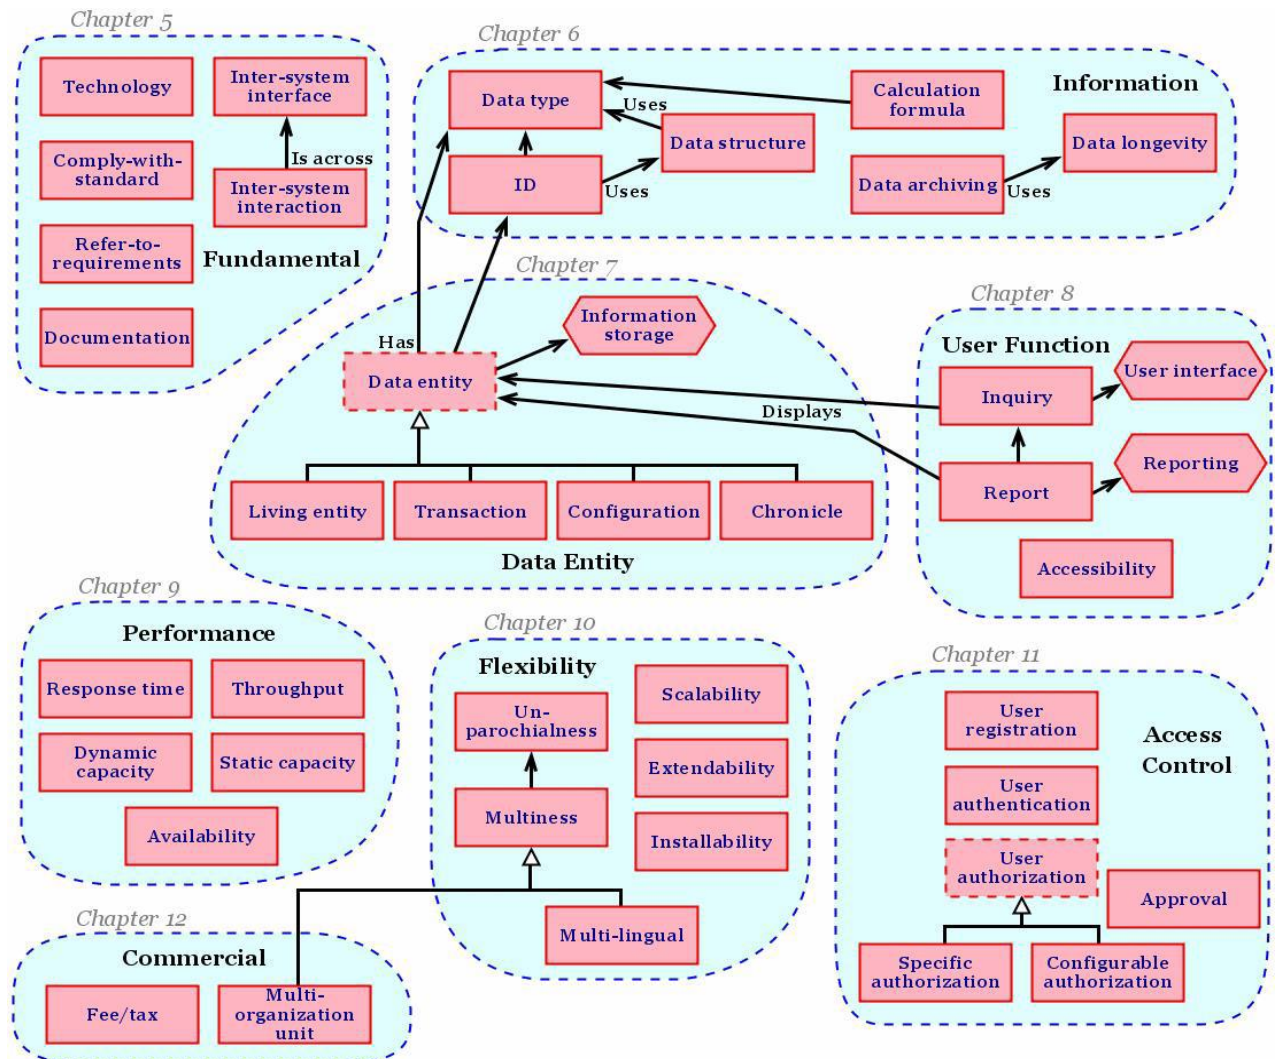 Chapter 5
Technology
Inter-system
interface
Comply-with-
standard
Is across
Inter-system
interaction
Refer-to-
requirements
Fundamental
Documentation
Chapter 6
Information
Data type
Uses
Calculation
formula
Data structure
Data longevity
ID
Uses
Data archiving
Uses
Chapter 7
Information
storage
Has
Data entity
Displays
Living entity
Transaction
Configuration
Chronicle
Data Entity
Chapter 8
User Function
User interface
Inquiry
Reporting
Report
Accessibility
Chapter 9
Performance
Response time
Throughput
Dynamic
capacity
Static capacity
Availability
Chapter 10
Flexibility
Un-
parochialness
Scalability
Extendability
Multiness
Installability
Multi-lingual
Chapter 11
User
registration
Access
Control
User
authentication
User
authorization
Approval
Specific
authorization
Configurable
authorization
Chapter 12
Commercial
Fee/tax
Multi-
organization
unit